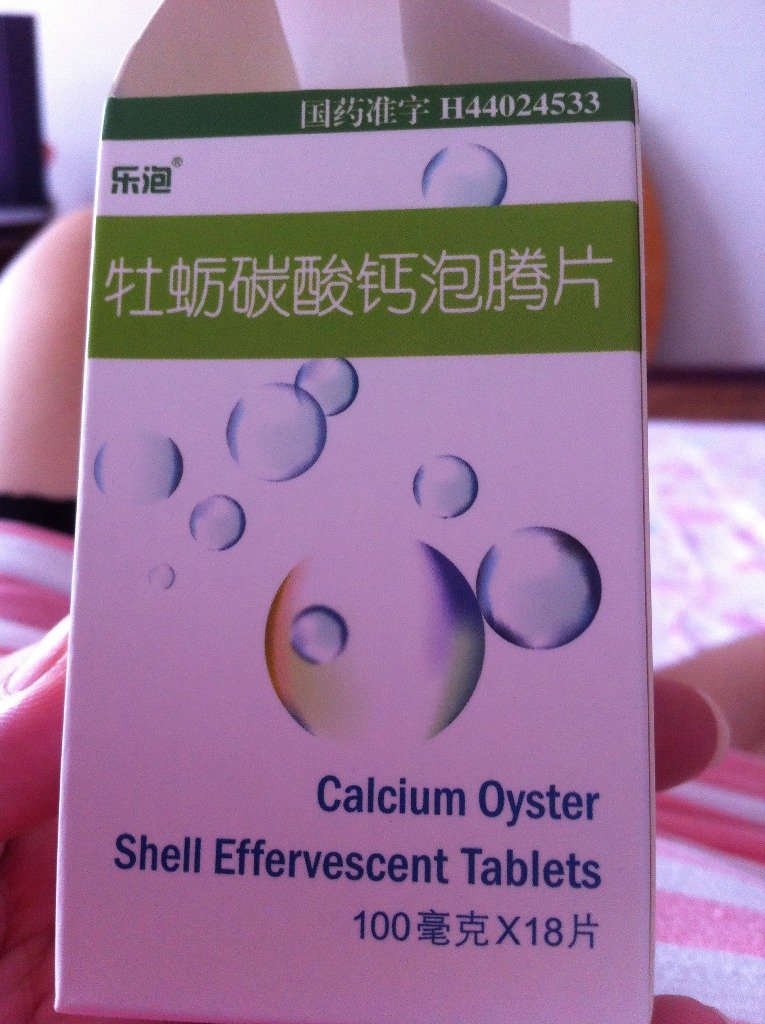 国药准字 H44024533
乐泡®
牡蛎碳酸钙泡腾片
Calcium Oyster
Shell Effervescent Tablets
100毫克X18片